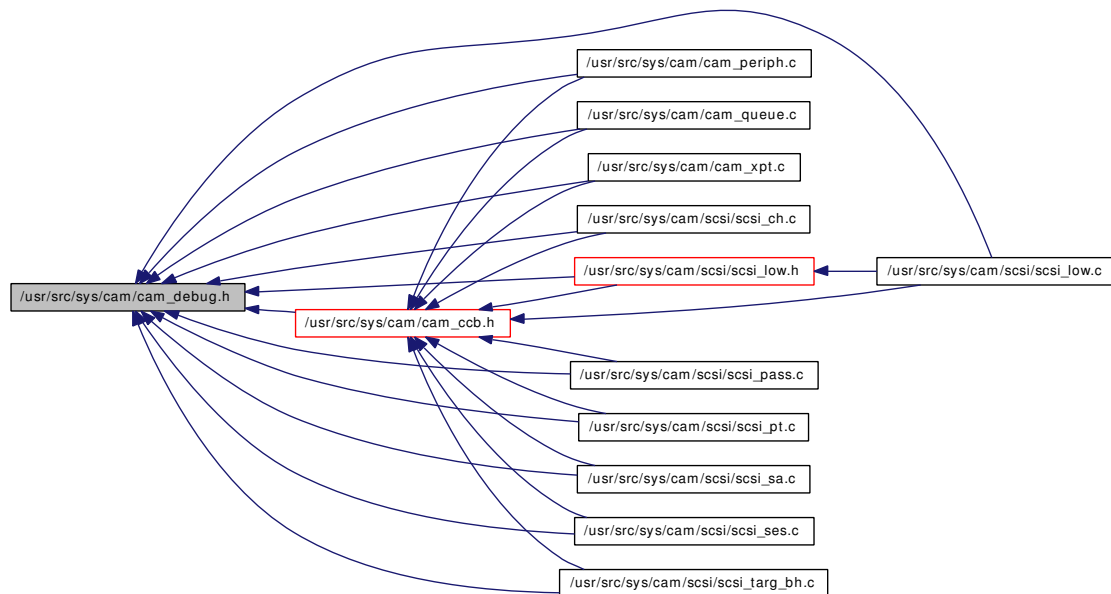 /usr/src/sys/cam/cam_periph.c
/usr/src/sys/cam/cam_queue.c
/usr/src/sys/cam/cam_xpt.c
/usr/src/sys/cam/scsi/scsi_ch.c
/usr/src/sys/cam/scsi/scsi_low.h
/usr/src/sys/cam/scsi/scsi_low.c
/usr/src/sys/cam/cam_debug.h
/usr/src/sys/cam/cam_ccb.h
/usr/src/sys/cam/scsi/scsi_pass.c
/usr/src/sys/cam/scsi/scsi_pt.c
/usr/src/sys/cam/scsi/scsi_sa.c
/usr/src/sys/cam/scsi/scsi_ses.c
/usr/src/sys/cam/scsi/scsi_targ_bh.c